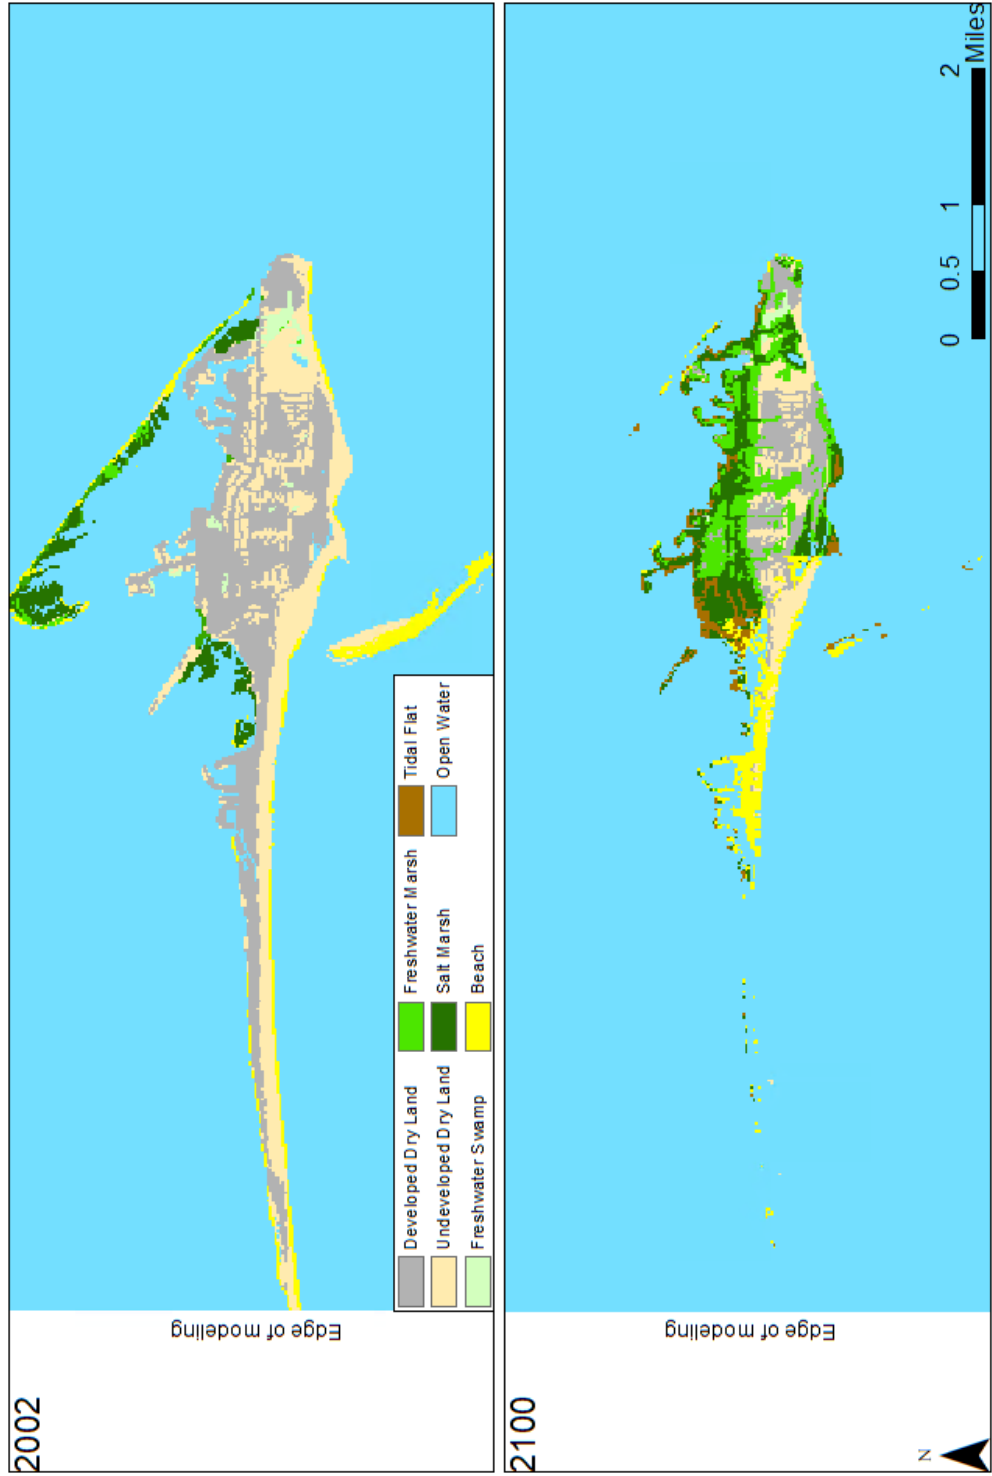 2002
Edge of modeling
Developed Dry Land
Freshwater Marsh
Tidal Flat
Undeveloped Dry Land
Salt Marsh
Open Water
Freshwater Swamp
Beach
2100
Edge of modeling
N
0 0.5 1 2
Miles